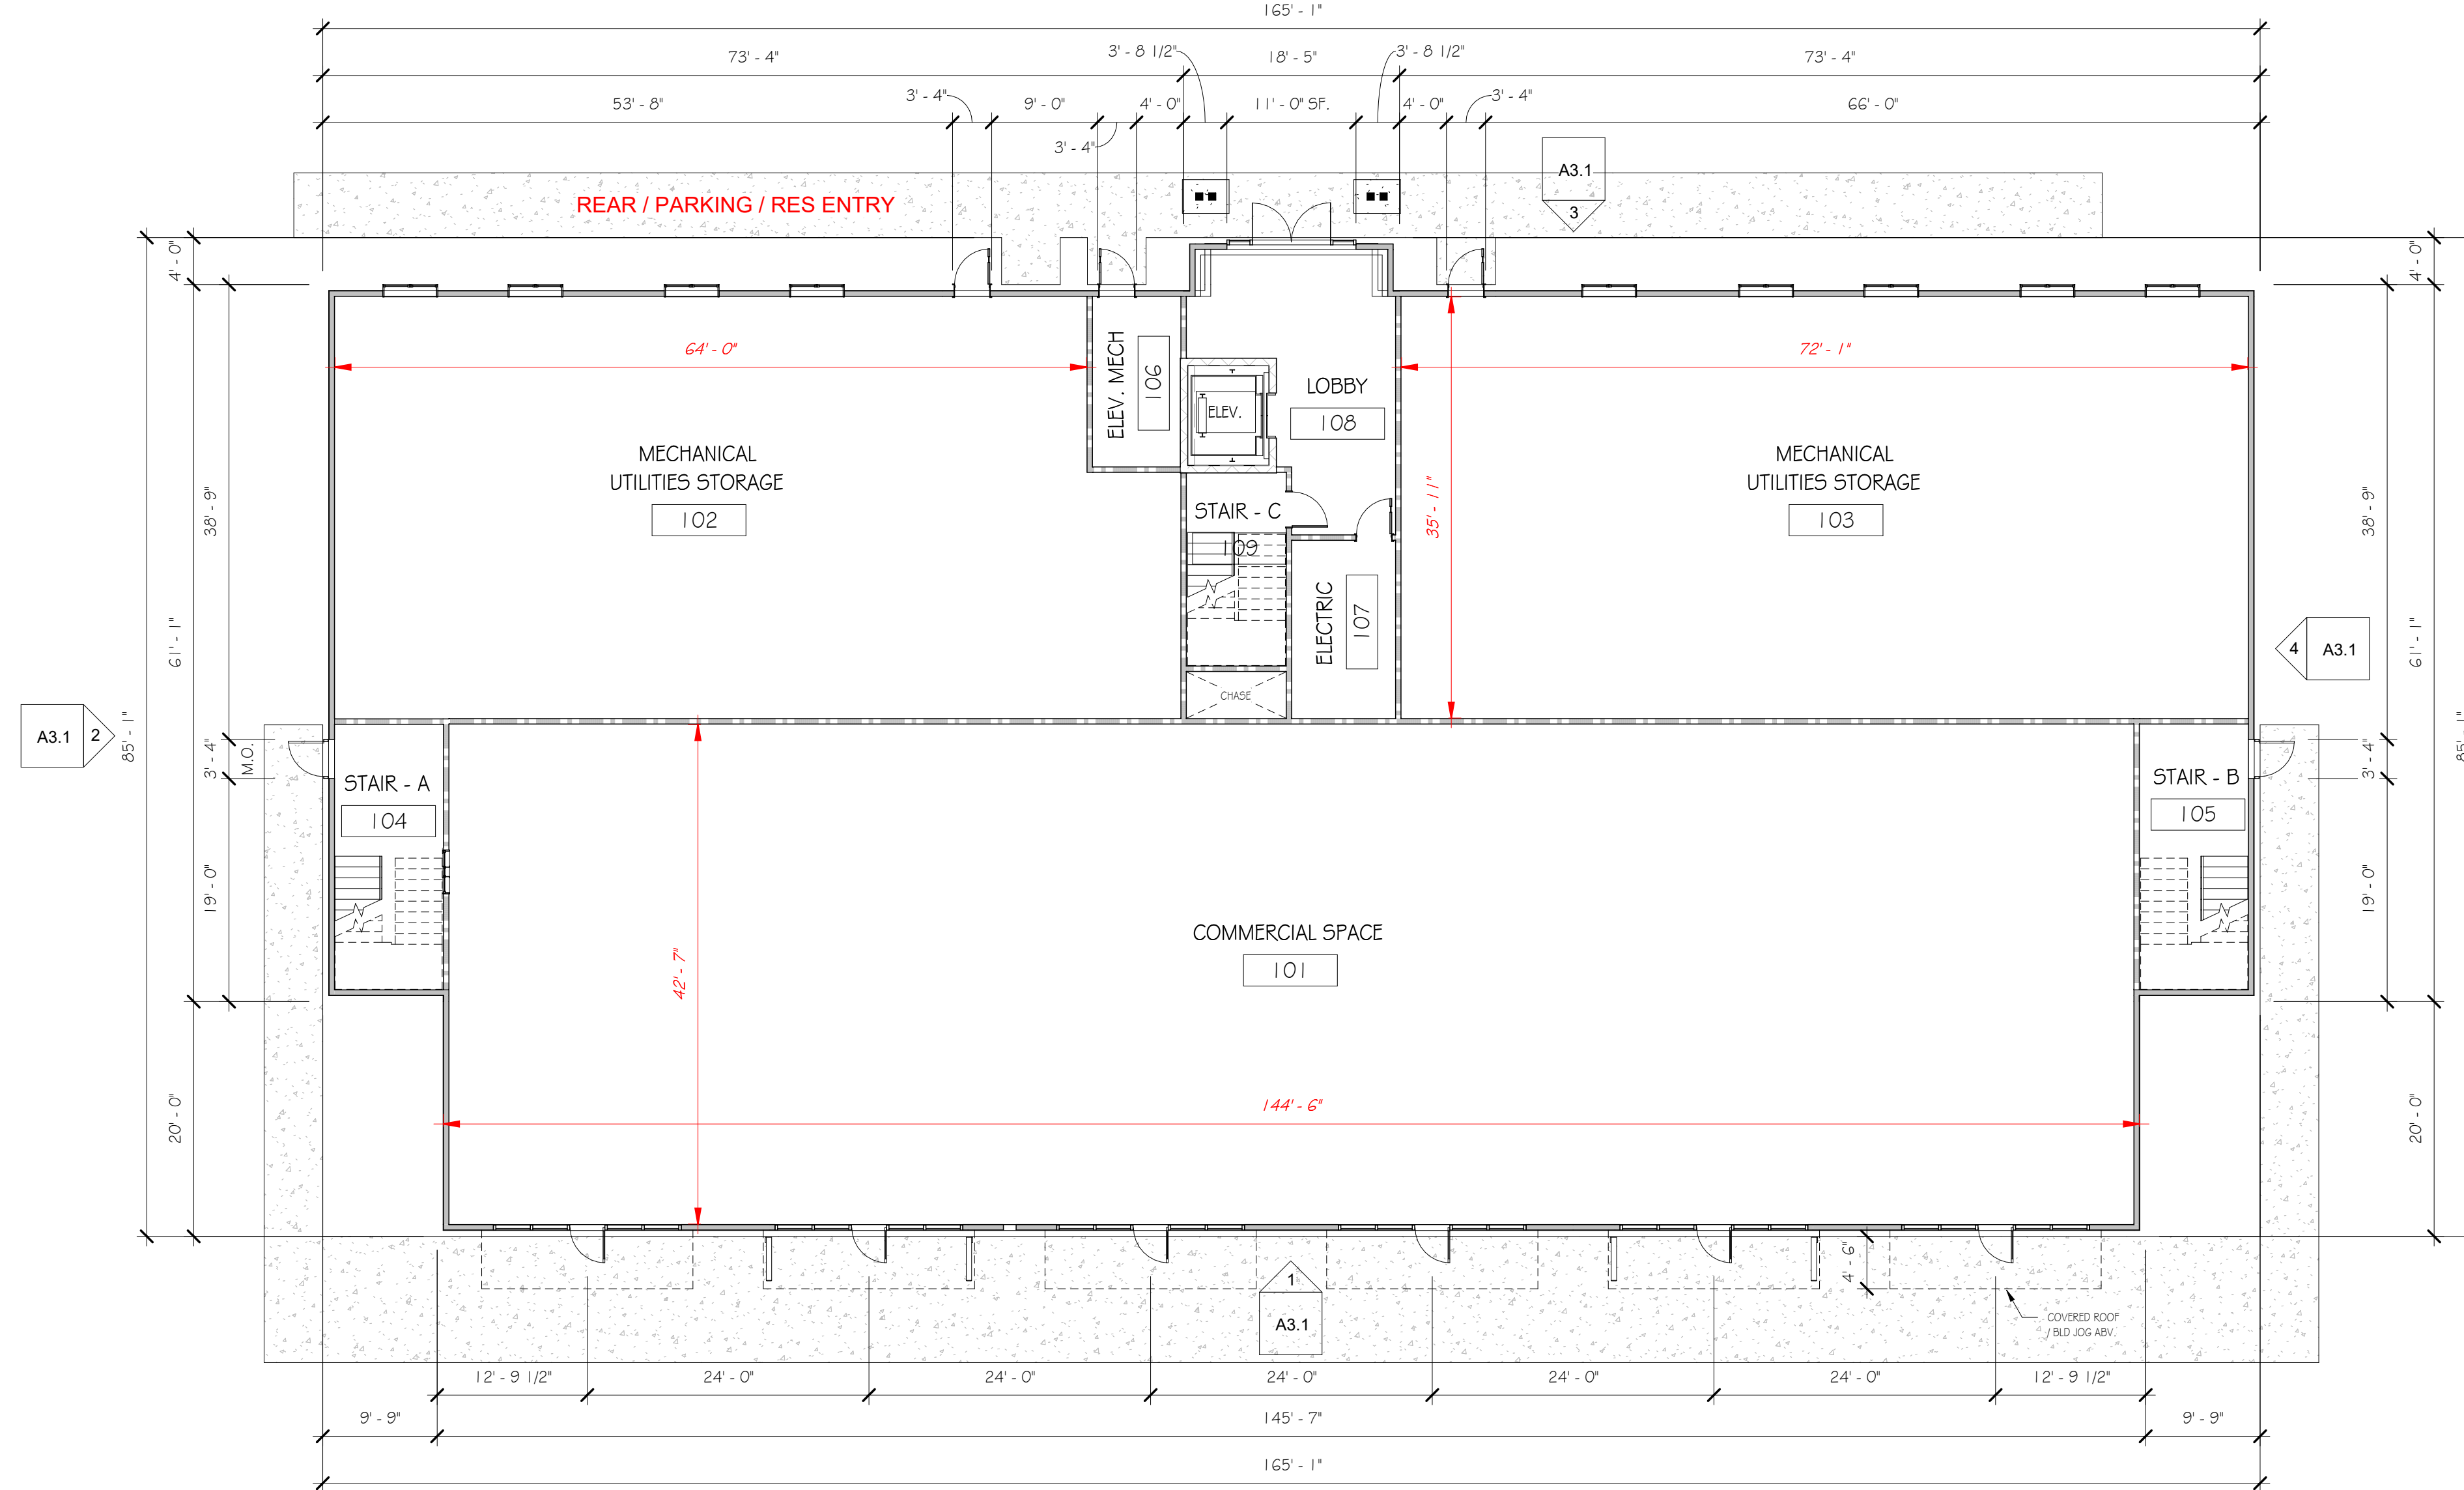 165' - 1"
73' - 4"
3' - 8 1/2"
18' - 5"
3' - 8 1/2"
73' - 4"
53' - 8"
3' - 4"
9' - 0"
3' - 4"
4' - 0"
11' - 0" SF.
4' - 0"
3' - 4"
66' - 0"
A3.1
3
REAR / PARKING / RES ENTRY
4' - 0"
4' - 0"
64' - 0"
72' - 1"
ELEV. MECH
106
LOBBY
108
ELEV.
MECHANICAL
UTILITIES STORAGE
102
MECHANICAL
UTILITIES STORAGE
103
38' - 9"
35' - 11"
38' - 9"
STAIR - C
109
ELECTRIC
107
CHASE
61' - 1"
61' - 1"
4
A3.1
A3.1
2
85' - 1"
85' - 1"
3' - 4"
M.O.
3' - 4"
STAIR - A
104
STAIR - B
105
19' - 0"
19' - 0"
COMMERCIAL SPACE
101
42' - 7"
144' - 6"
20' - 0"
20' - 0"
4' - 6"
1
A3.1
COVERED ROOF
/ BLD JOG ABV.
12' - 9 1/2"
24' - 0"
24' - 0"
24' - 0"
24' - 0"
24' - 0"
12' - 9 1/2"
9' - 9"
145' - 7"
9' - 9"
165' - 1"